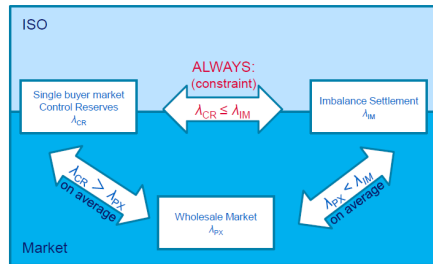 ISO
ALWAYS:
(constraint)
Single buyer market
Control Reserves
λCR
λCR ≤ λIM
Imbalance Settlement
λIM
λCR > λPX
on average
λPX < λIM
on average
Wholesale Market
λPX
Market